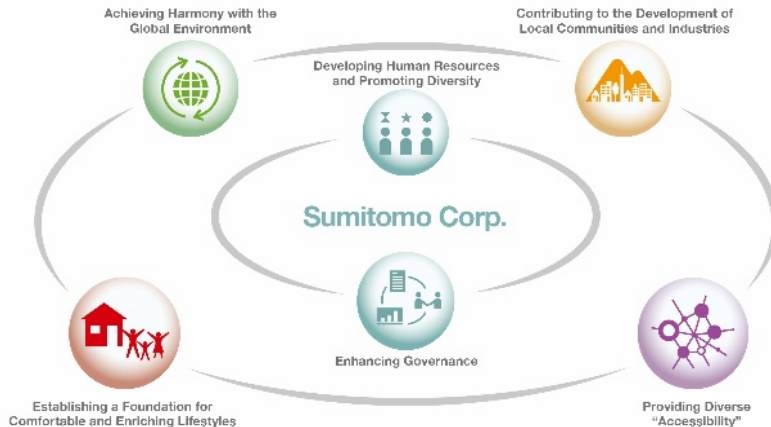 Achieving Harmony with the
Global Environment
Contributing to the Development of
Local Communities and Industries
Developing Human Resources
and Promoting Diversity
Sumitomo Corp.
Enhancing Governance
Establishing a Foundation for
Comfortable and Enriching Lifestyles
Providing Diverse
“Accessibility”